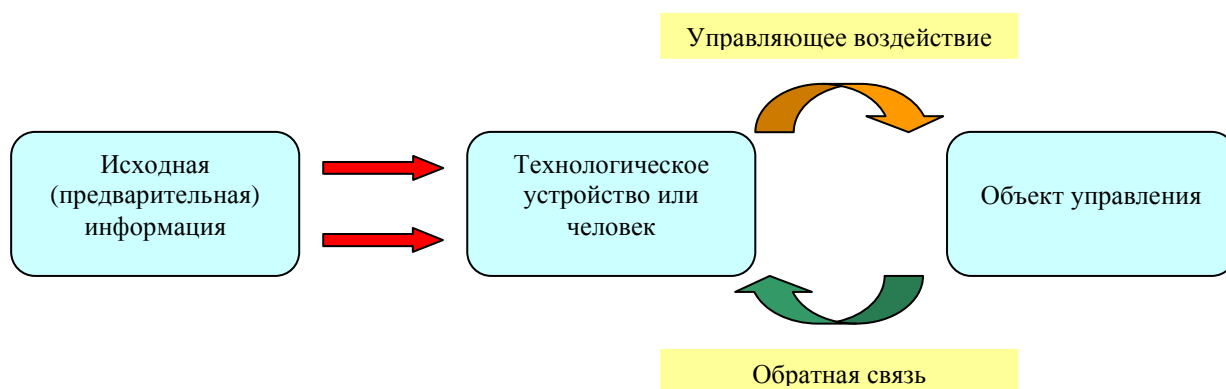 Управляющее воздействие
Исходная
(предварительная)
информация
Технологическое
устройство или
человек
Объект управления
Обратная связь